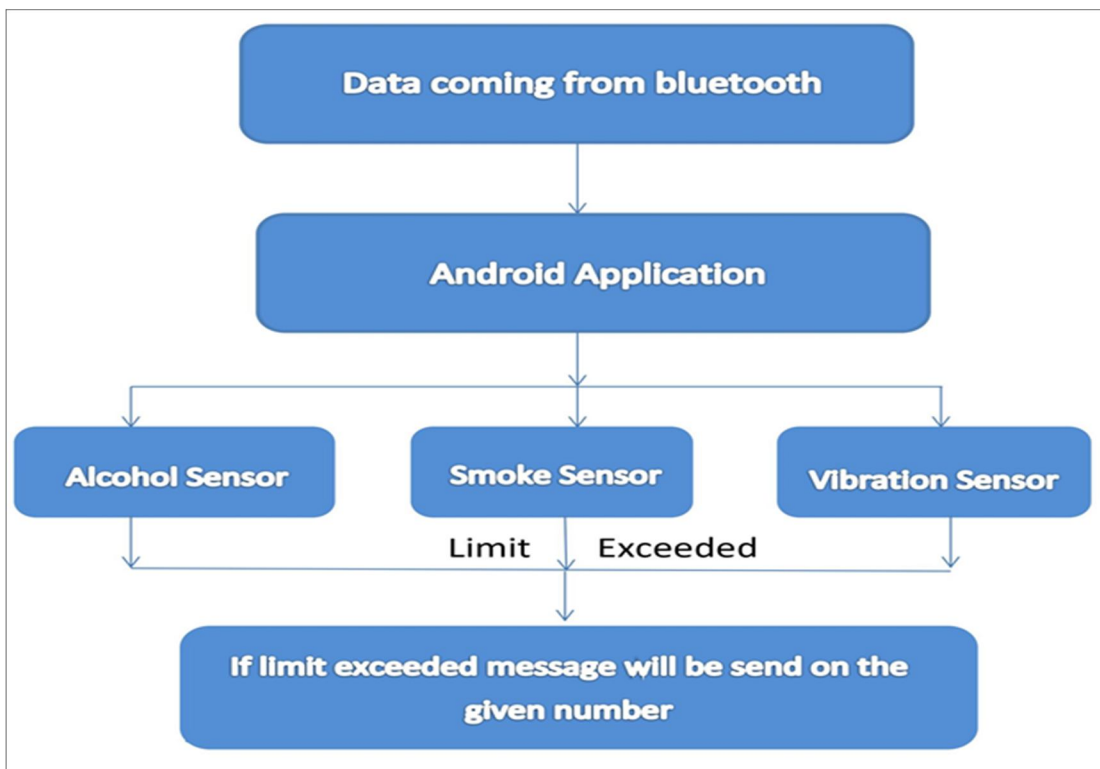 Data coming from bluetooth
Android Application
Alcohol Sensor
Smoke Sensor
Vibration Sensor
Limit Exceeded
If limit exceeded message will be send on the
given number